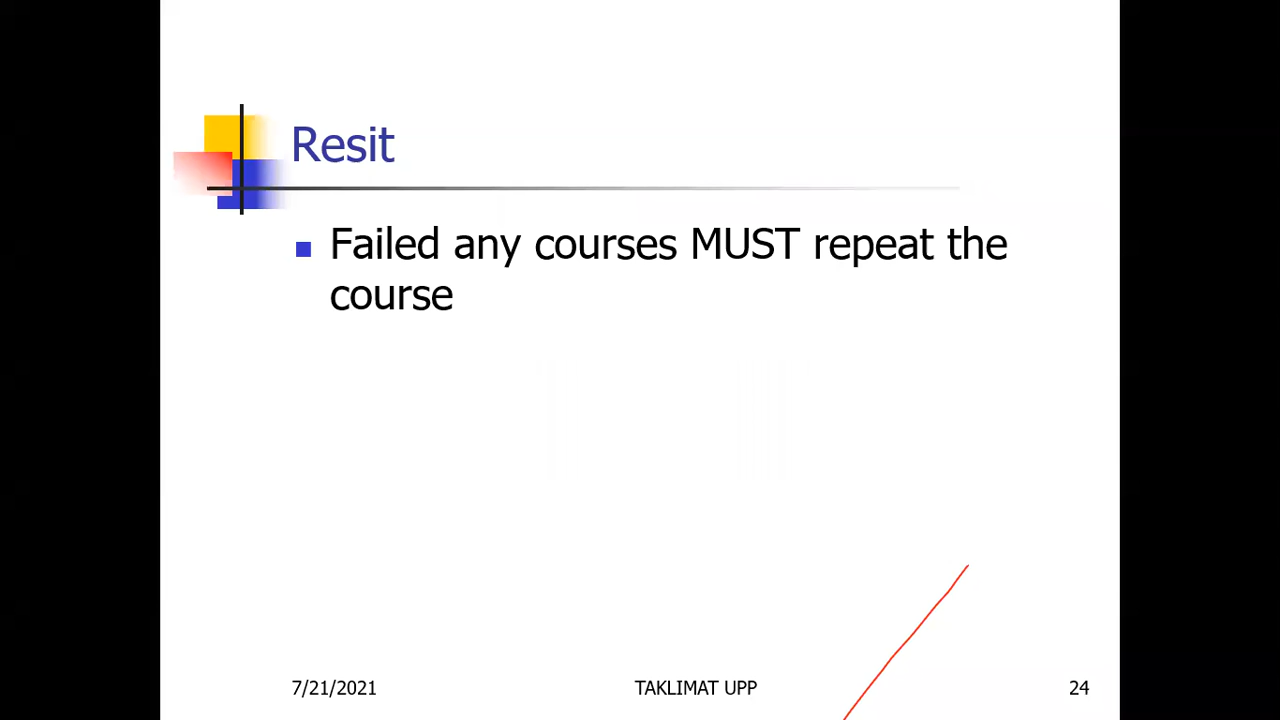 Resit
Failed any courses MUST repeat the
course
7/21/2021
TAKLIMAT UPP
24